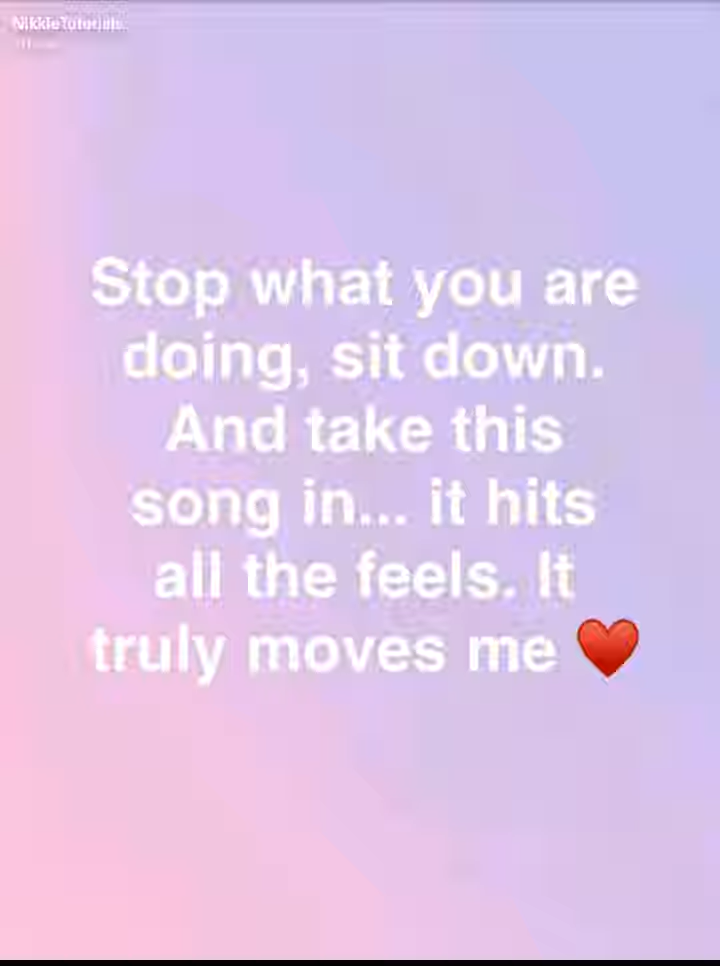 NikkieTutorials
Stop what you are
doing, sit down.
And take this
song in... it hits
all the feels. It
truly moves me ❤️